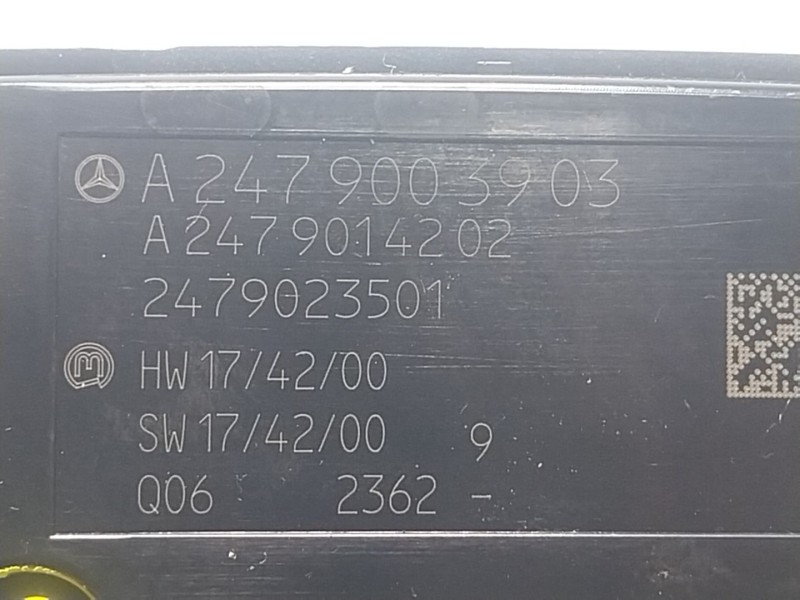 A 247 900 39 03
A 247 901 42 02
2479023501
HW 17/42/00
SW 17/42/00 9
Q06 2362 -